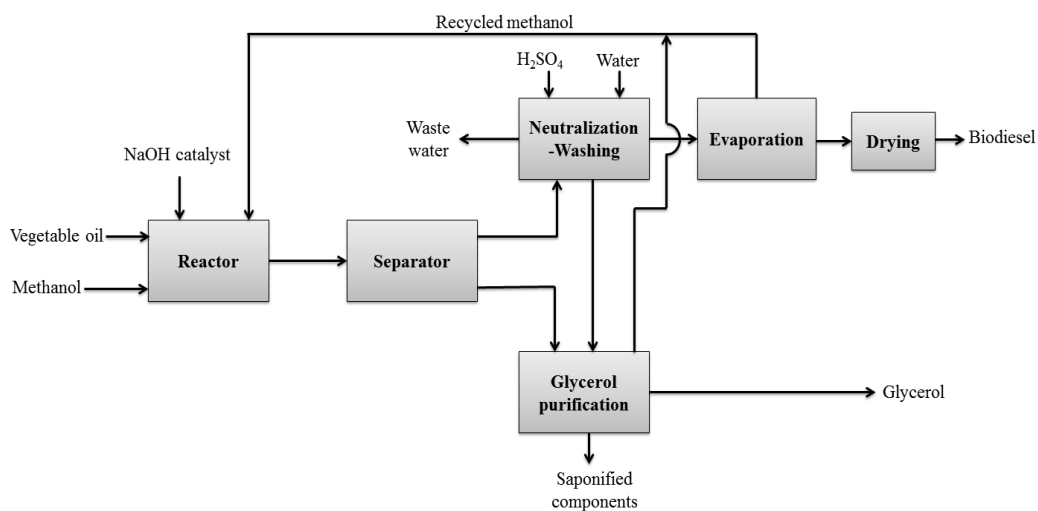 Recycled methanol
H₂SO₄
Water
Neutralization
-Washing
Waste
water
Evaporation
Drying
Biodiesel
NaOH catalyst
Vegetable oil
Methanol
Reactor
Separator
Glycerol
purification
Glycerol
Saponified
components